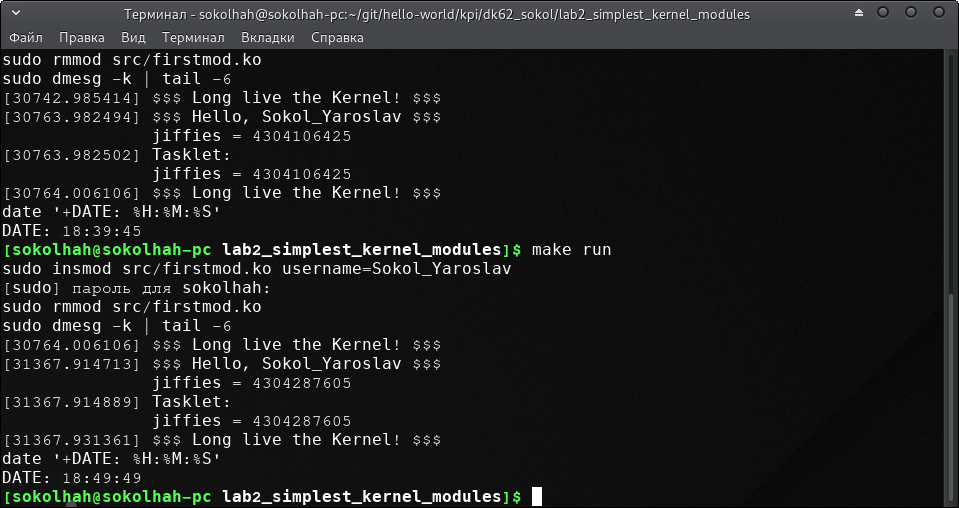 Терминал - sokolhah@sokolhah-pc:~/git/hello-world/kpi/dk62_sokol/lab2_simplest_kernel_modules
Файл Правка Вид Терминал Вкладки Справка
sudo rmmod src/firstmod.ko
sudo dmesg -k | tail -6
[30742.985414] $$$ Long live the Kernel! $$$
[30763.982494] $$$ Hello, Sokol_Yaroslav $$$
jiffies = 4304106425
[30763.982502] Tasklet:
jiffies = 4304106425
[30764.006106] $$$ Long live the Kernel! $$$
date '+DATE: %H:%M:%S'
DATE: 18:39:45
[sokolhah@sokolhah-pc lab2_simplest_kernel_modules]$ make run
sudo insmod src/firstmod.ko username=Sokol_Yaroslav
[sudo] пароль для sokolhah:
sudo rmmod src/firstmod.ko
sudo dmesg -k | tail -6
[30764.006106] $$$ Long live the Kernel! $$$
[31367.914713] $$$ Hello, Sokol_Yaroslav $$$
jiffies = 4304287605
[31367.914889] Tasklet:
jiffies = 4304287605
[31367.931361] $$$ Long live the Kernel! $$$
date '+DATE: %H:%M:%S'
DATE: 18:49:49
[sokolhah@sokolhah-pc lab2_simplest_kernel_modules]$